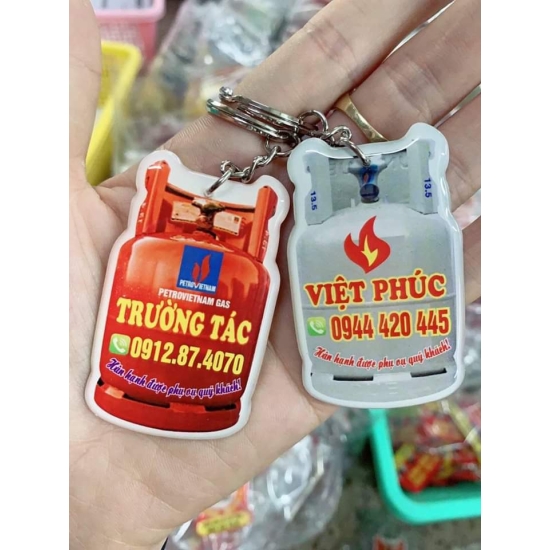 PETROVIETNAM
PETROVIETNAM GAS
TRƯỜNG TÁC
0912.87.4070
Hân hạnh được phục vụ quý khách!
13.5
13.5
VIỆT PHÚC
0944 420 445
Hân hạnh được phục vụ quý khách!